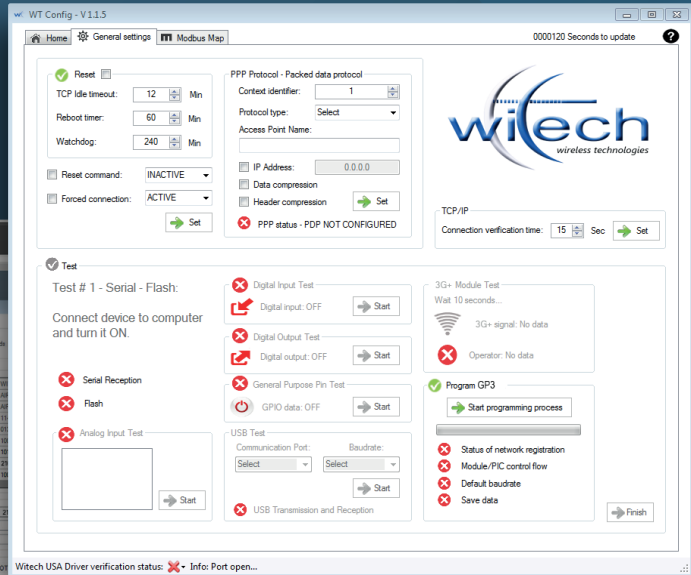 WT Config - V 1.1.5
Home
General settings
Modbus Map
0000120 Seconds to update
?
Reset
TCP Idle timeout: 12 Min
Reboot timer: 60 Min
Watchdog: 240 Min
Reset command: INACTIVE
Forced connection: ACTIVE
Set
PPP Protocol - Packed data protocol
Context identifier: 1
Protocol type: Select
Access Point Name:
IP Address: 0.0.0.0
Data compression
Header compression
Set
PPP status - PDP NOT CONFIGURED
witech
wireless technologies
TCP/IP
Connection verification time: 15 Sec Set
Test
Test # 1 - Serial - Flash:
Connect device to computer
and turn it ON.
Serial Reception
Flash
Analog Input Test
Start
Digital Input Test
Digital input: OFF Start
Digital Output Test
Digital output: OFF Start
General Purpose Pin Test
GPIO data: OFF Start
USB Test
Communication Port: Baudrate:
Select Select
Start
USB Transmission and Reception
3G+ Module Test
Wait 10 seconds...
3G+ signal: No data
Operator: No data
Program GP3
Start programming process
Status of network registration
Module/PIC control flow
Default baudrate
Save data
Finish
Witech USA Driver verification status: Info: Port open...